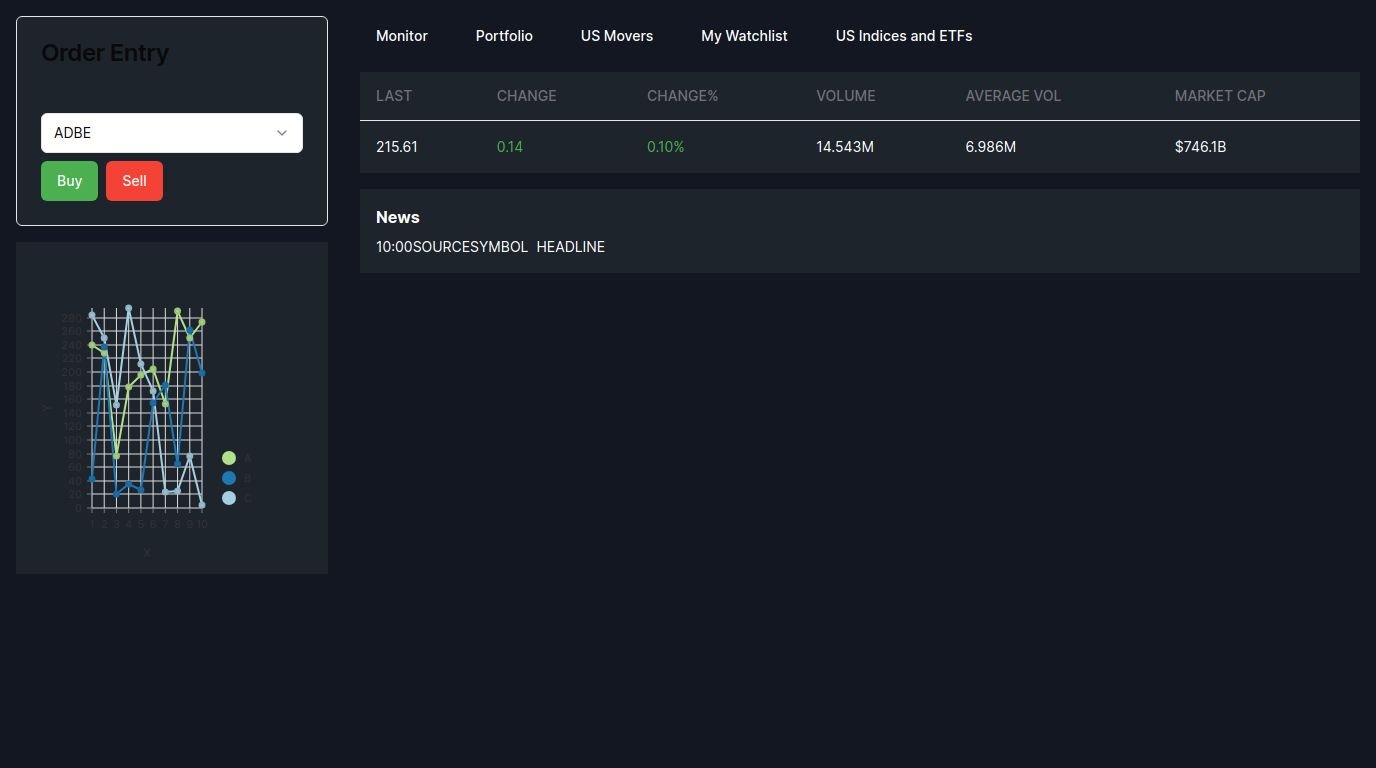 Order Entry
ADBE
Buy Sell
280
260
240
220
200
180
160
140
120
100
80
60
40
20
0
Y
1 2 3 4 5 6 7 8 9 10
X
A
B
C
Monitor Portfolio US Movers My Watchlist US Indices and ETFs
LAST CHANGE CHANGE% VOLUME AVERAGE VOL MARKET CAP
215.61 0.14 0.10% 14.543M 6.986M $746.1B
News
10:00SOURCESYMBOL HEADLINE